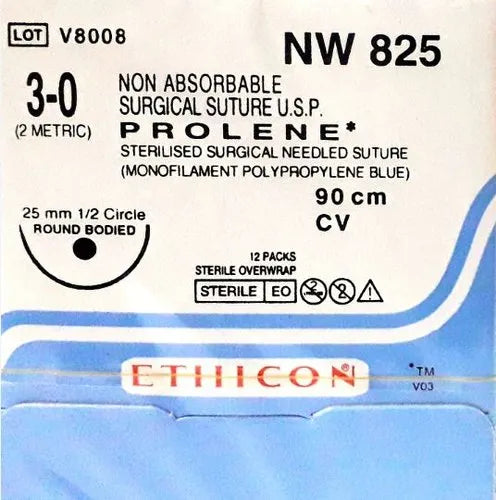 LOT V8008
NW 825
3-0
(2 METRIC)
NON ABSORBABLE
SURGICAL SUTURE U.S.P.
PROLENE*
STERILISED SURGICAL NEEDLED SUTURE
(MONOFILAMENT POLYPROPYLENE BLUE)
90 cm
CV
25 mm 1/2 Circle
ROUND BODIED
12 PACKS
STERILE OVERWRAP
STERILE EO
2
ETHICON®
*TM
V03